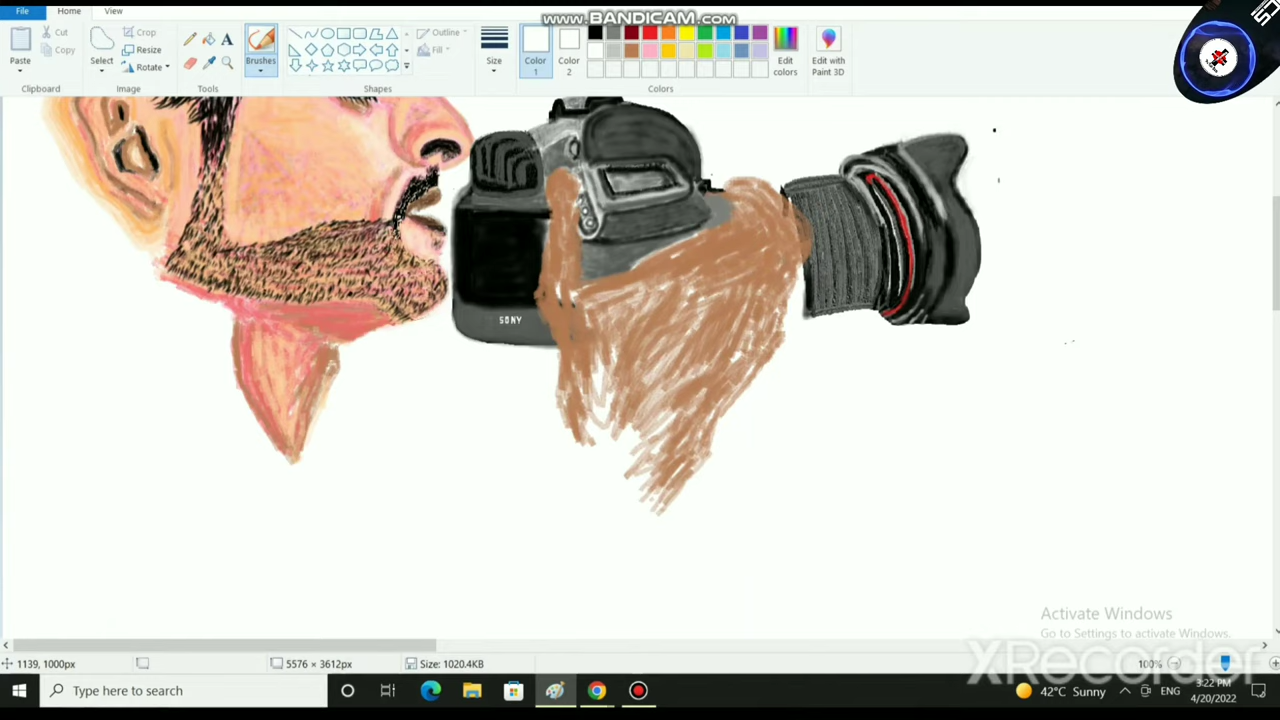 www.BANDICAM.com
File
Home
View
Paste
Cut
Copy
Clipboard
Select
Crop
Resize
Rotate
Image
Tools
Brushes
Shapes
Outline
Fill
Size
Color 1
Color 2
Colors
Edit colors
Edit with Paint 3D
SONY
Activate Windows
Go to Settings to activate Windows.
XRecorder
1139, 1000px
5576 × 3612px
Size: 1020.4KB
100%
Type here to search
42°C Sunny
ENG
3:22 PM
4/20/2022